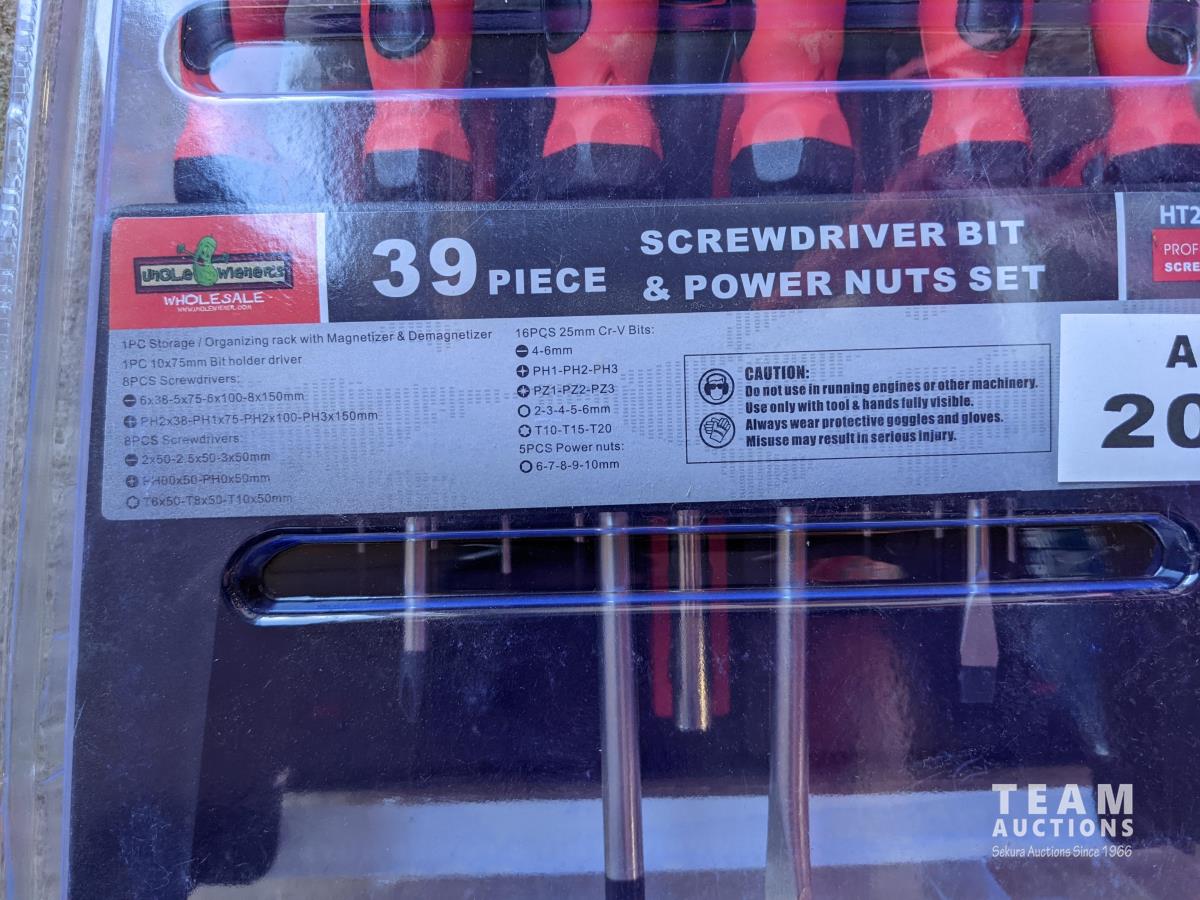 UNCLE WIENER'S
WHOLESALE
WWW.UNCLEWIENER.COM
39 PIECE
SCREWDRIVER BIT
& POWER NUTS SET
HT2
PROF
SCRE
1PC Storage / Organizing rack with Magnetizer & Demagnetizer
1PC 10x75mm Bit holder driver
8PCS Screwdrivers:
6x38-5x75-6x100-8x150mm
PH2x38-PH1x75-PH2x100-PH3x150mm
8PCS Screwdrivers:
2x50-2.5x50-3x50mm
PH00x50-PH0x50mm
T6x50-T8x50-T10x50mm
16PCS 25mm Cr-V Bits:
4-6mm
PH1-PH2-PH3
PZ1-PZ2-PZ3
2-3-4-5-6mm
T10-T15-T20
5PCS Power nuts:
6-7-8-9-10mm
CAUTION:
Do not use in running engines or other machinery.
Use only with tool & hands fully visible.
Always wear protective goggles and gloves.
Misuse may result in serious injury.
A
20
TEAM
AUCTIONS
Sekura Auctions Since 1966